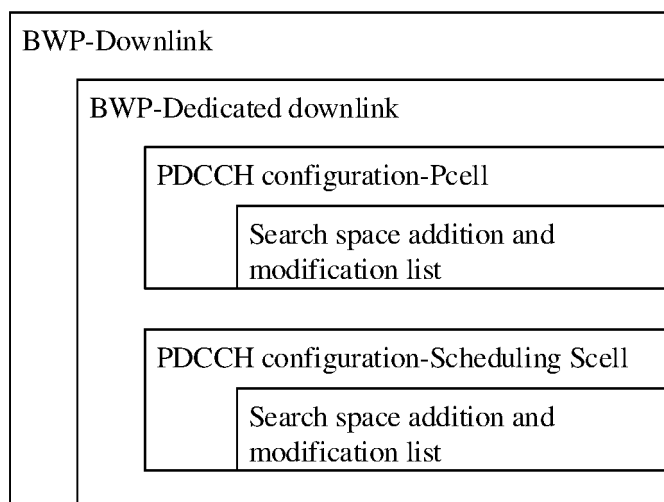 BWP-Downlink
BWP-Dedicated downlink
PDCCH configuration-Pcell
Search space addition and
modification list
PDCCH configuration-Scheduling Scell
Search space addition and
modification list